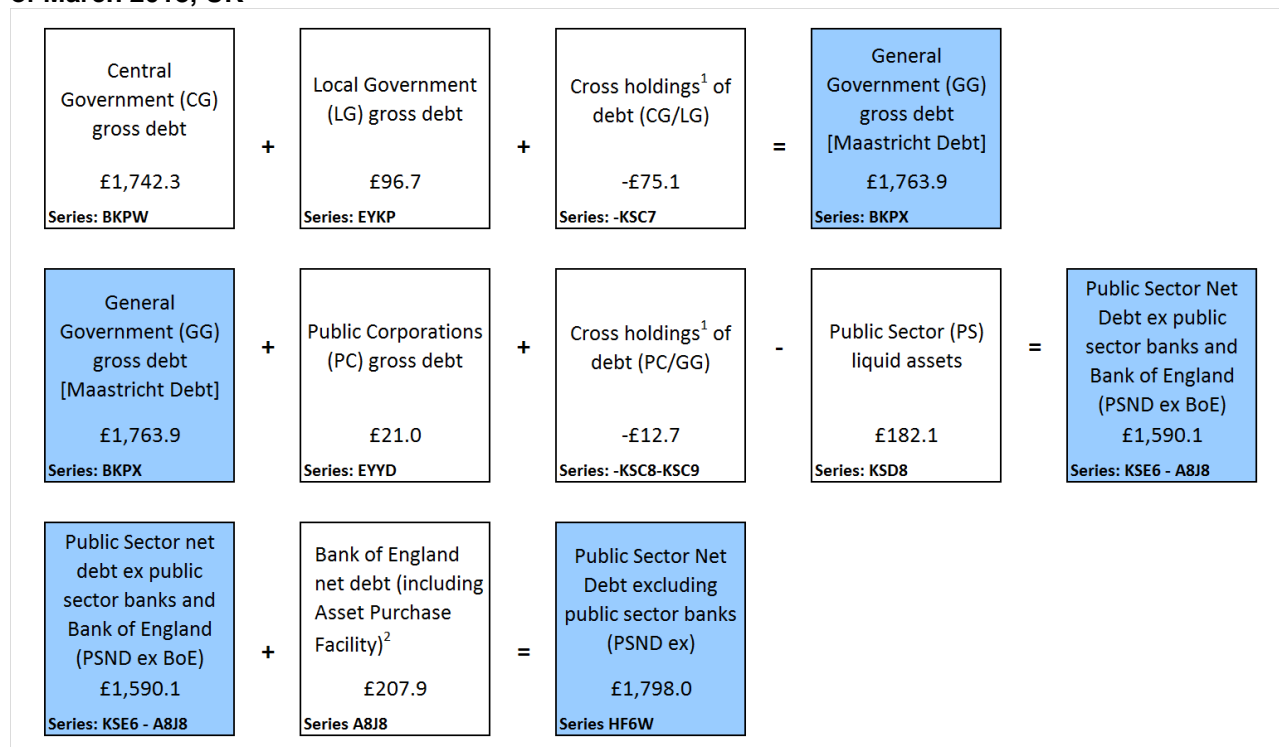 Central
Government (CG)
gross debt
£1,742.3
Series: BKPW
+
Local Government
(LG) gross debt
£96.7
Series: EYKP
+
Cross holdings1 of
debt (CG/LG)
-£75.1
Series: -KSC7
=
General
Government (GG)
gross debt
[Maastricht Debt]
£1,763.9
Series: BKPX
General
Government (GG)
gross debt
[Maastricht Debt]
£1,763.9
Series: BKPX
+
Public Corporations
(PC) gross debt
£21.0
Series: EYYD
+
Cross holdings1 of
debt (PC/GG)
-£12.7
Series: -KSC8-KSC9
-
Public Sector (PS)
liquid assets
£182.1
Series: KSD8
=
Public Sector Net
Debt ex public
sector banks and
Bank of England
(PSND ex BoE)
£1,590.1
Series: KSE6 - A8J8
Public Sector net
debt ex public
sector banks and
Bank of England
(PSND ex BoE)
£1,590.1
Series: KSE6 - A8J8
+
Bank of England
net debt (including
Asset Purchase
Facility)2
£207.9
Series A8J8
=
Public Sector Net
Debt excluding
public sector banks
(PSND ex)
£1,798.0
Series HF6W